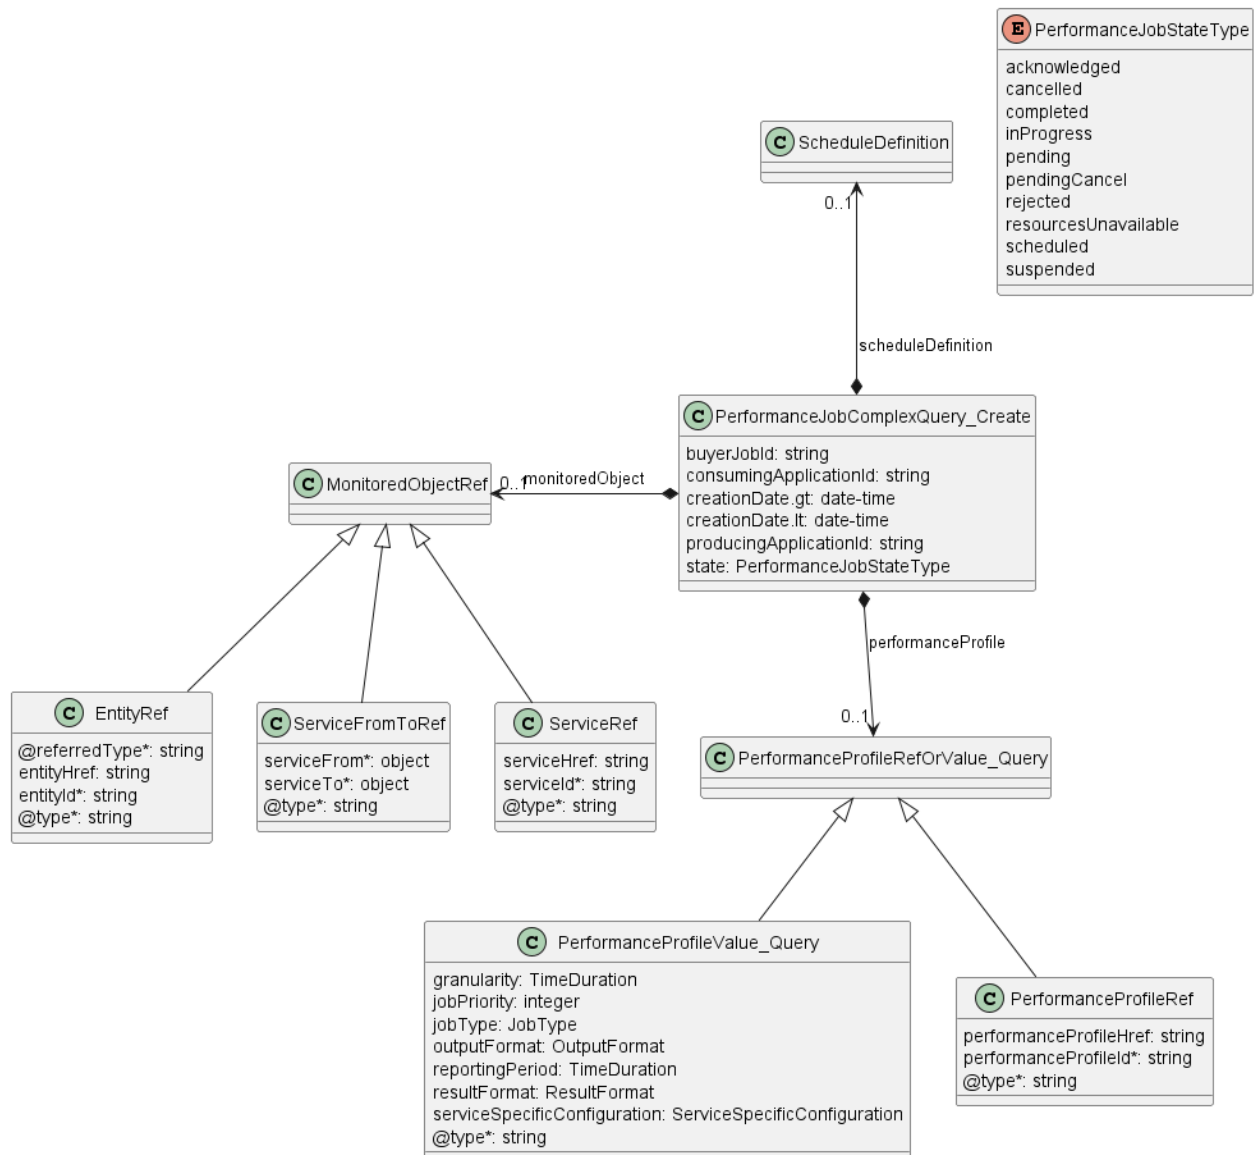 E PerformanceJobStateType
acknowledged
cancelled
completed
inProgress
pending
pendingCancel
rejected
resourcesUnavailable
scheduled
suspended
C ScheduleDefinition
0..1
scheduleDefinition
C PerformanceJobComplexQuery_Create
buyerJobId: string
consumingApplicationId: string
creationDate.gt: date-time
creationDate.lt: date-time
producingApplicationId: string
state: PerformanceJobStateType
C MonitoredObjectRef
0..1
monitoredObject
performanceProfile
C EntityRef
@referredType*: string
entityHref: string
entityId*: string
@type*: string
C ServiceFromToRef
serviceFrom*: object
serviceTo*: object
@type*: string
C ServiceRef
serviceHref: string
serviceId*: string
@type*: string
0..1
C PerformanceProfileRefOrValue_Query
C PerformanceProfileValue_Query
granularity: TimeDuration
jobPriority: integer
jobType: JobType
outputFormat: OutputFormat
reportingPeriod: TimeDuration
resultFormat: ResultFormat
serviceSpecificConfiguration: ServiceSpecificConfiguration
@type*: string
C PerformanceProfileRef
performanceProfileHref: string
performanceProfileId*: string
@type*: string